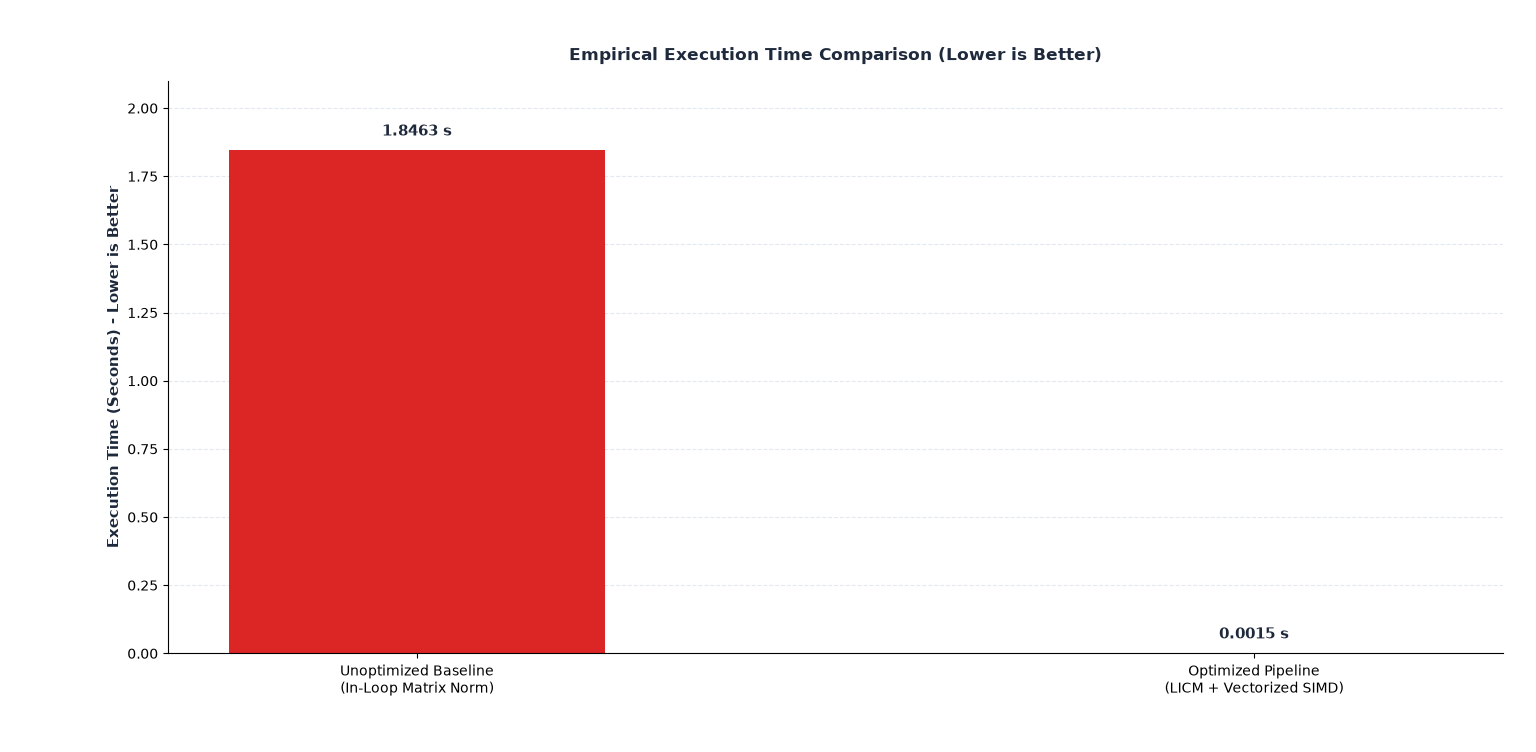 Empirical Execution Time Comparison (Lower is Better)
Execution Time (Seconds) - Lower is Better
2.00
1.75
1.50
1.25
1.00
0.75
0.50
0.25
0.00
1.8463 s
0.0015 s
Unoptimized Baseline
(In-Loop Matrix Norm)
Optimized Pipeline
(LICM + Vectorized SIMD)